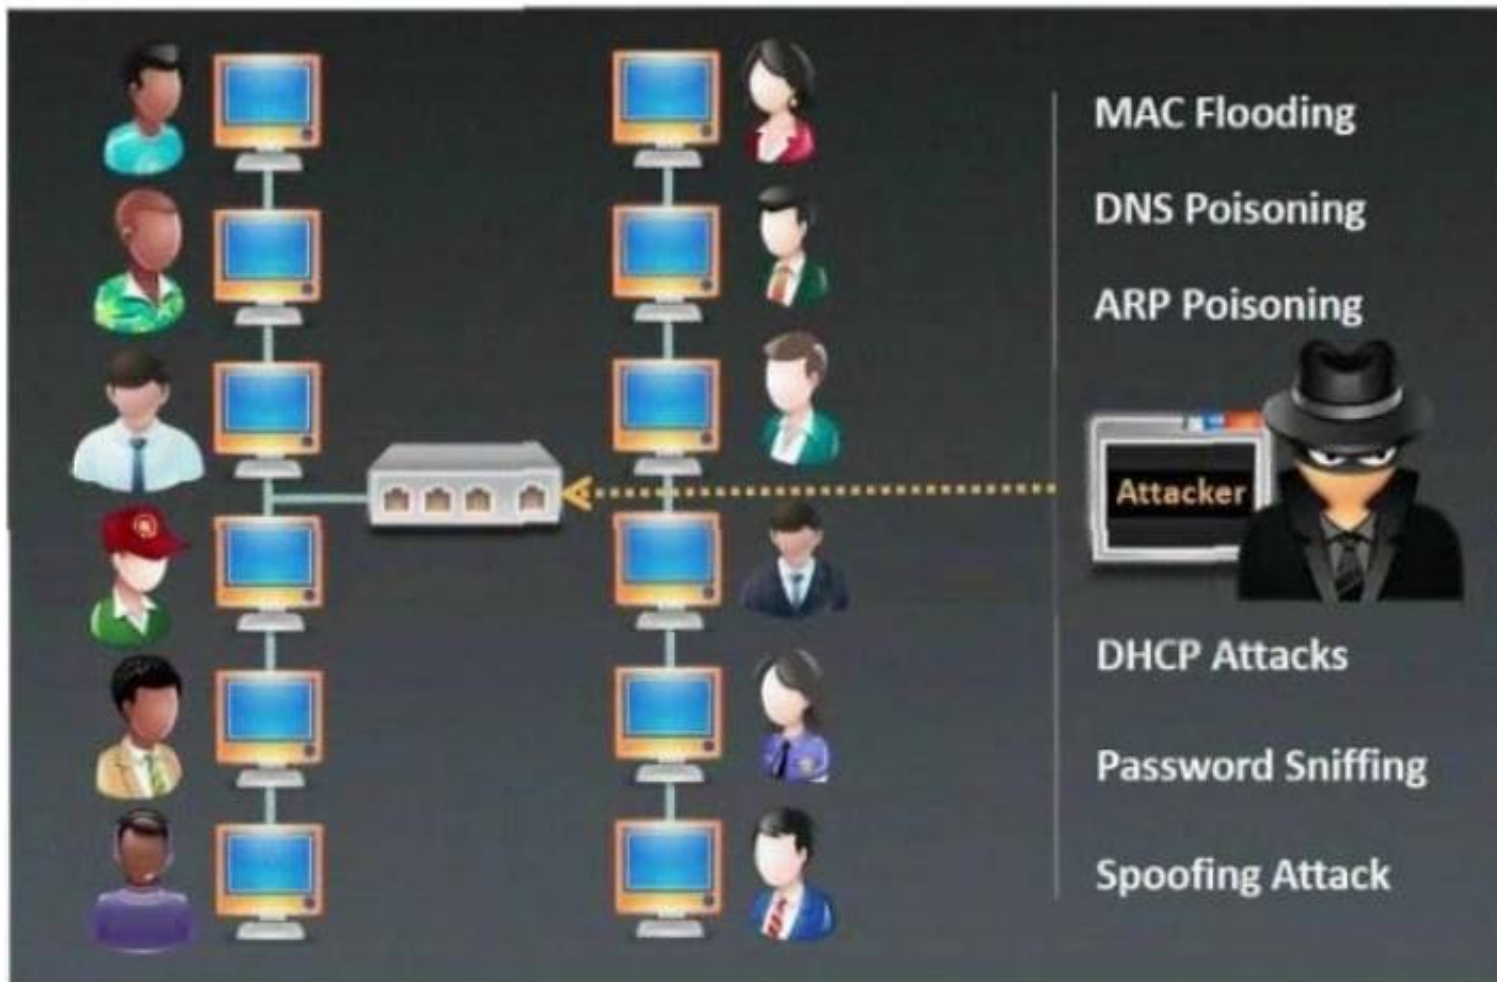 MAC Flooding
DNS Poisoning
ARP Poisoning
Attacker
DHCP Attacks
Password Sniffing
Spoofing Attack